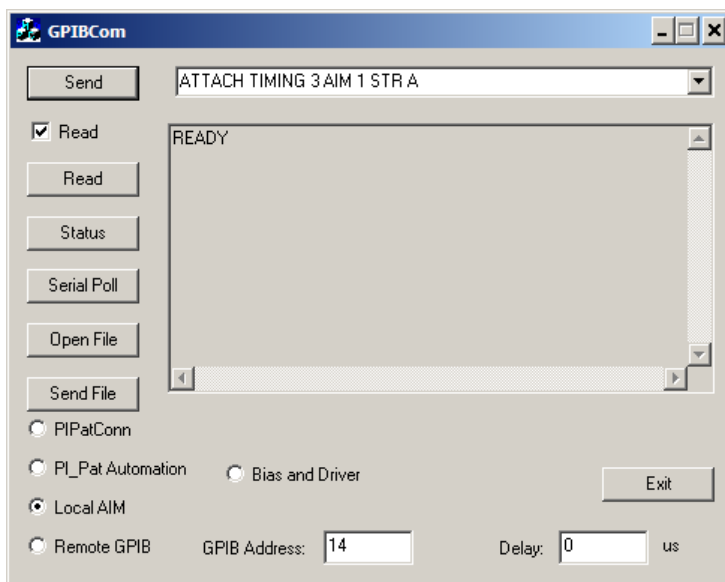 GPIBCom
Send
ATTACH TIMING 3 AIM 1 STR A
Read
READY
Read
Status
Serial Poll
Open File
Send File
PIPatConn
PI_Pat Automation
Bias and Driver
Exit
Local AIM
Remote GPIB
GPIB Address: 14
Delay: 0 us